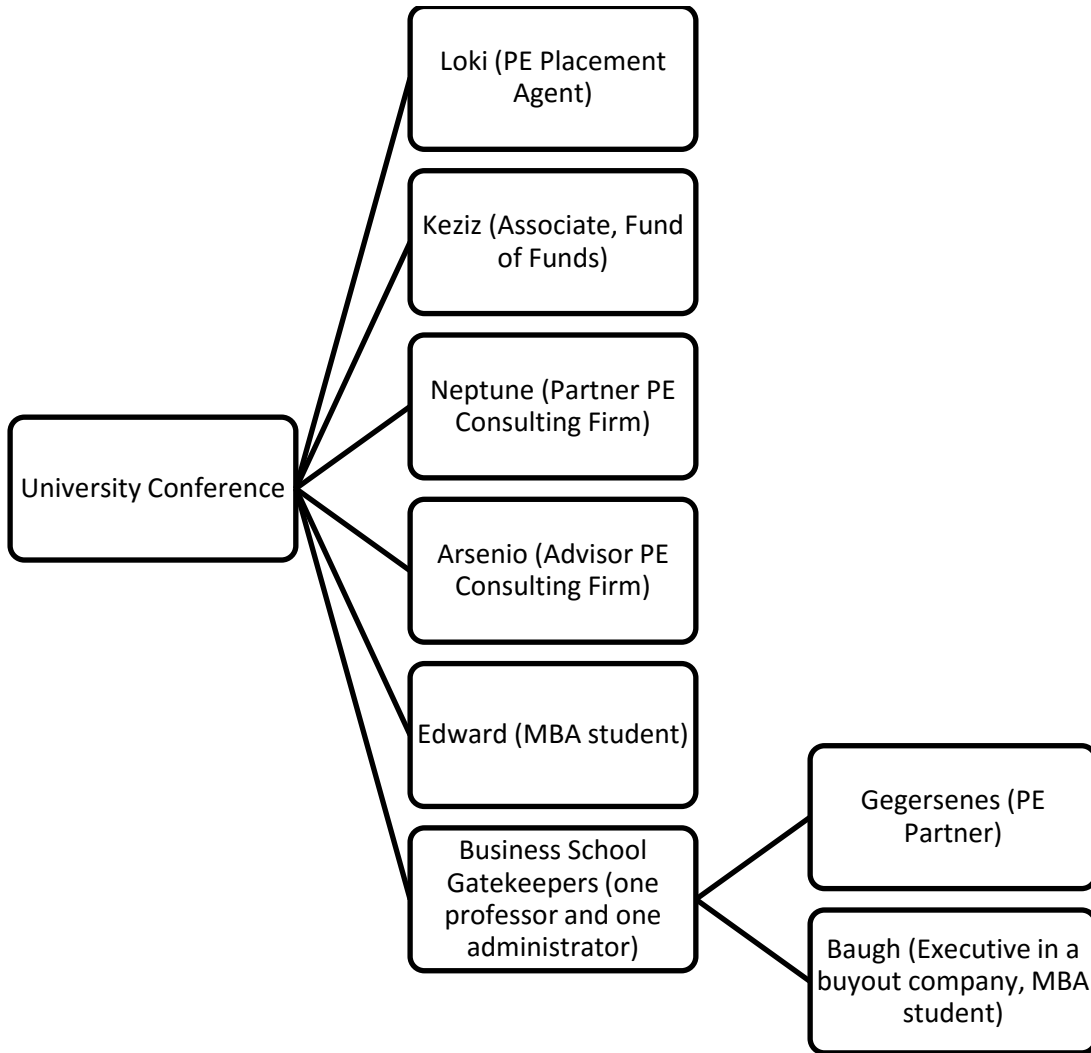 Loki (PE Placement
Agent)
Keziz (Associate, Fund
of Funds)
Neptune (Partner PE
Consulting Firm)
University Conference
Arsenio (Advisor PE
Consulting Firm)
Edward (MBA student)
Business School
Gatekeepers (one
professor and one
administrator)
Gegersenes (PE
Partner)
Baugh (Executive in a
buyout company, MBA
student)